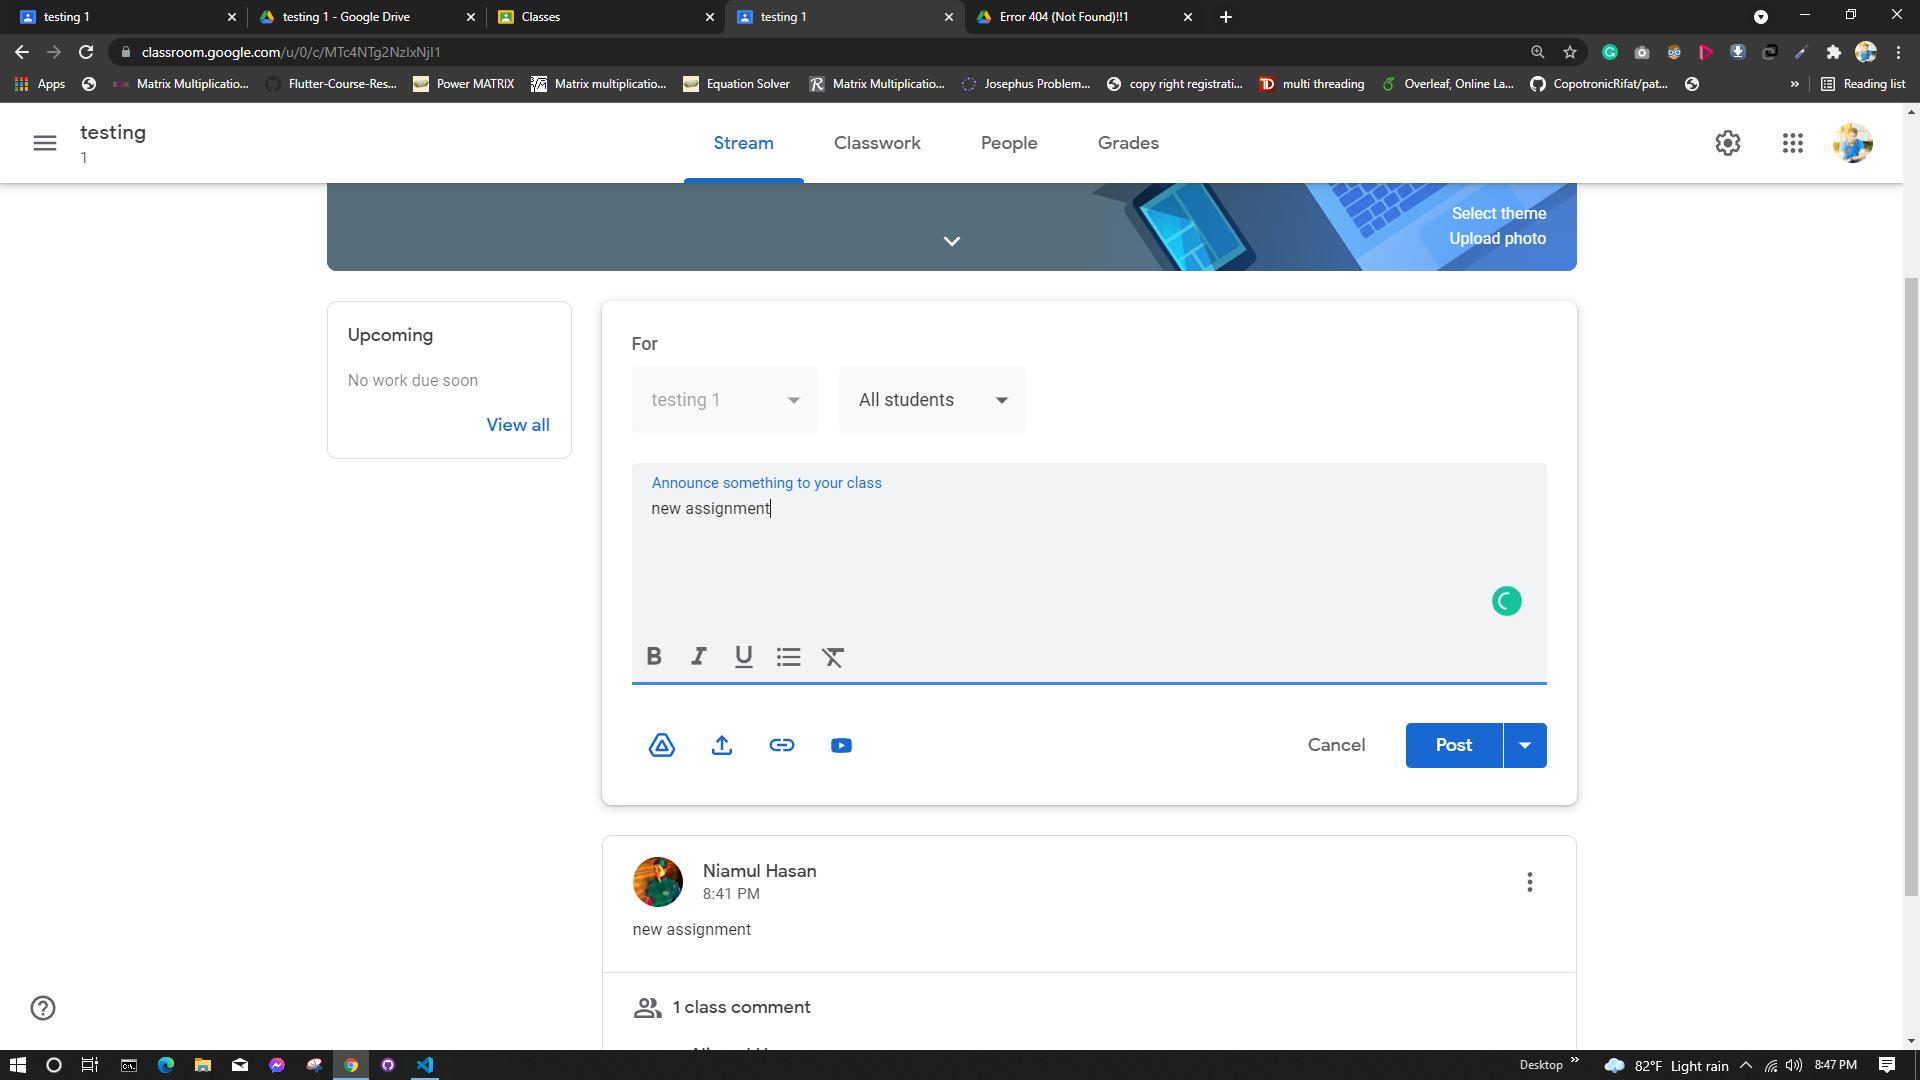 testing 1
testing 1 - Google Drive
Classes
testing 1
Error 404 (Not Found)!!1
classroom.google.com/u/0/c/MTc4NTg2NzIxNjI1
Apps
Matrix Multiplicatio...
Flutter-Course-Res...
Power MATRIX
Matrix multiplicatio...
Equation Solver
Matrix Multiplicatio...
Josephus Problem...
copy right registrati...
multi threading
Overleaf, Online La...
CopotronicRifat/pat...
»
Reading list
testing
1
Stream
Classwork
People
Grades
Select theme
Upload photo
Upcoming
No work due soon
View all
For
testing 1
All students
Announce something to your class
new assignment
B I U
Cancel
Post
Niamul Hasan
8:41 PM
new assignment
1 class comment
Desktop »
82°F Light rain
8:47 PM